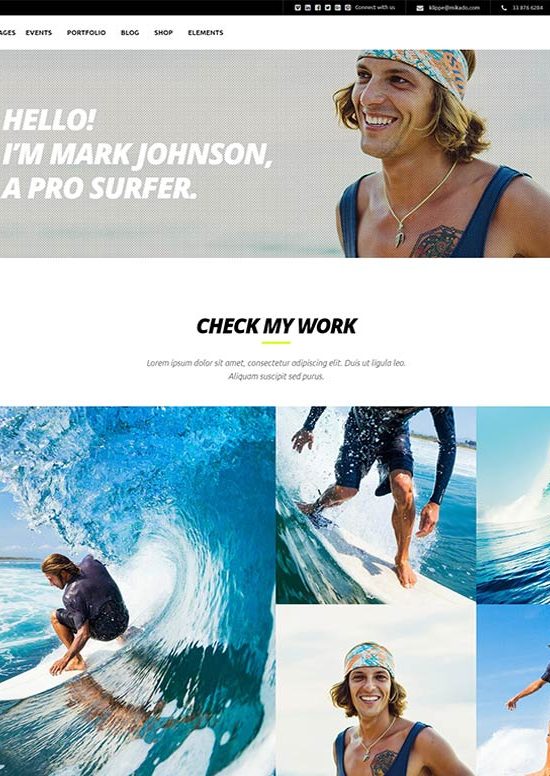 Connect with us
klippe@mikado.com
33 876 6284
AGES EVENTS PORTFOLIO BLOG SHOP ELEMENTS
HELLO!
I'M MARK JOHNSON,
A PRO SURFER.
CHECK MY WORK
Lorem ipsum dolor sit amet, consectetur adipiscing elit. Duis ut ligula leo.
Aliquam suscipit sed purus.